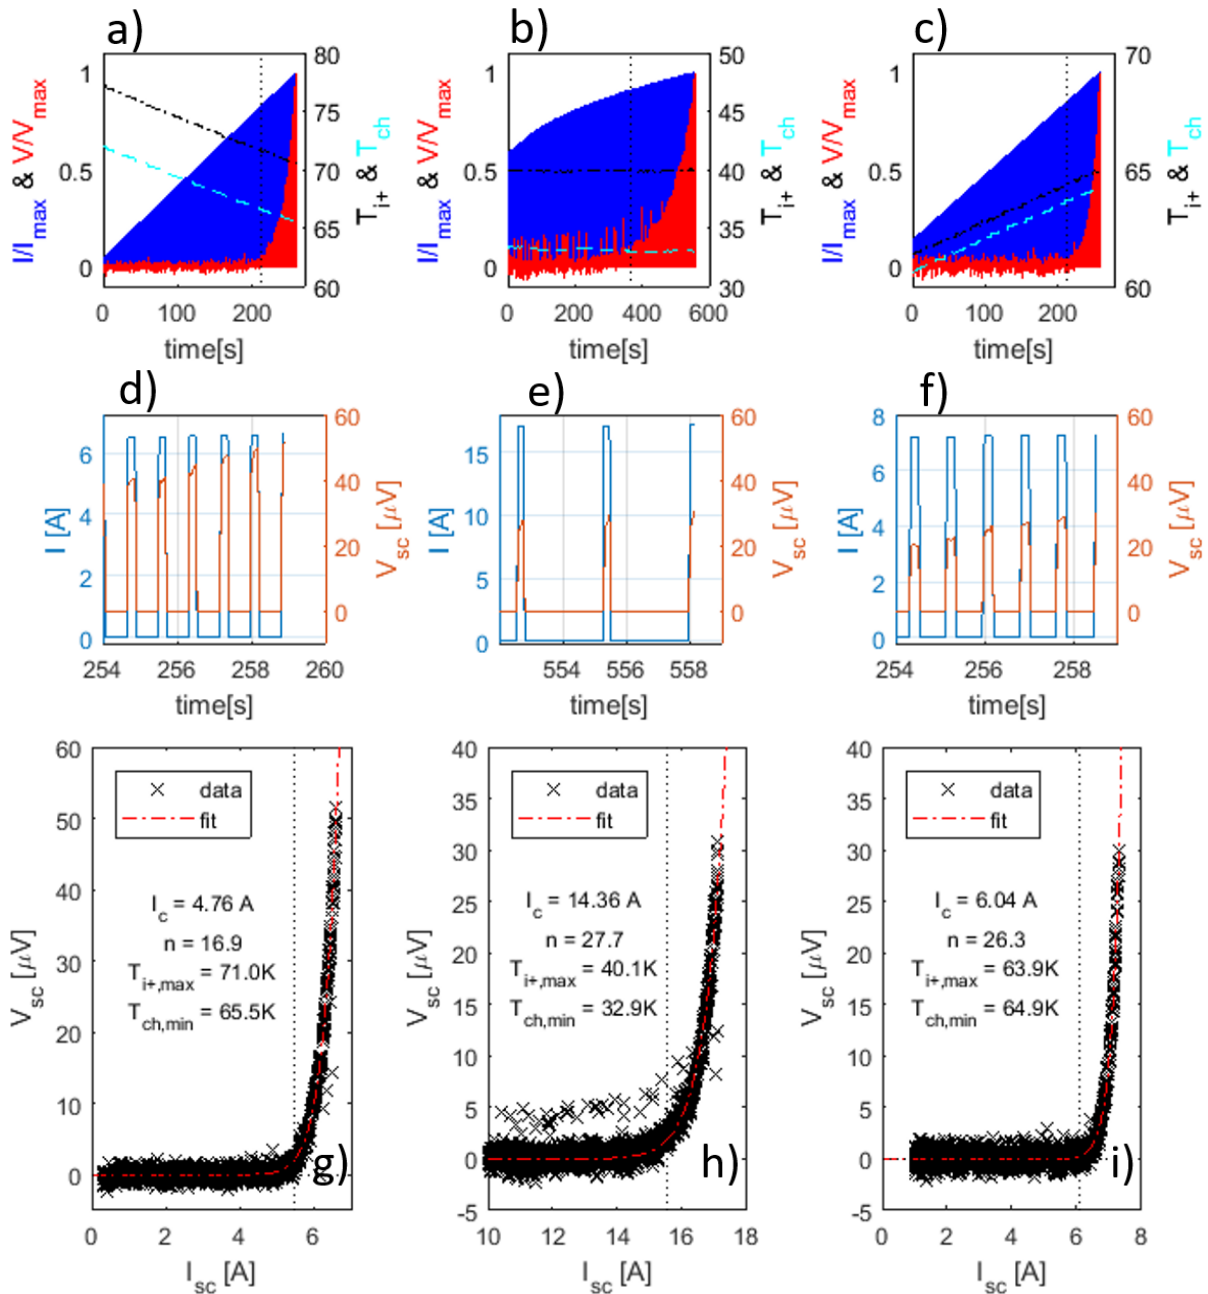 a)
b)
c)
I/I_max & V/V_max
1
0.5
0
80
75
70
65
60
T_i+ & T_ch
0 100 200
time[s]
I/I_max & V/V_max
1
0.5
0
50
45
40
35
30
T_i+ & T_ch
0 200 400 600
time[s]
I/I_max & V/V_max
1
0.5
0
70
65
60
T_i+ & T_ch
0 100 200
time[s]
d)
e)
f)
I [A]
6
4
2
0
60
40
20
0
V_sc [μV]
254 256 258 260
time[s]
I [A]
15
10
5
0
60
40
20
0
V_sc [μV]
554 556 558
time[s]
I [A]
8
6
4
2
0
60
40
20
0
V_sc [μV]
254 256 258
time[s]
V_sc [μV]
60
50
40
30
20
10
0
data
fit
I_c = 4.76 A
n = 16.9
T_i+,max = 71.0K
T_ch,min = 65.5K
g)
0 2 4 6
I_sc [A]
V_sc [μV]
40
35
30
25
20
15
10
5
0
-5
data
fit
I_c = 14.36 A
n = 27.7
T_i+,max = 40.1K
T_ch,min = 32.9K
h)
10 12 14 16 18
I_sc [A]
V_sc [μV]
40
35
30
25
20
15
10
5
0
-5
data
fit
I_c = 6.04 A
n = 26.3
T_i+,max = 63.9K
T_ch,min = 64.9K
i)
0 2 4 6 8
I_sc [A]